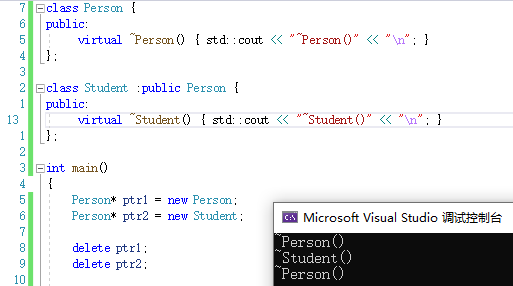 7 class Person {
6 public:
5 virtual ~Person() { std::cout << "~Person()" << "\n"; }
4 };
3
2 class Student :public Person {
1 public:
13 virtual ~Student() { std::cout << "~Student()" << "\n"; }
1 };
2
3 int main()
4 {
5 Person* ptr1 = new Person;
6 Person* ptr2 = new Student;
7
8 delete ptr1;
9 delete ptr2;
10
Microsoft Visual Studio 调试控制台
~Person()
~Student()
~Person()